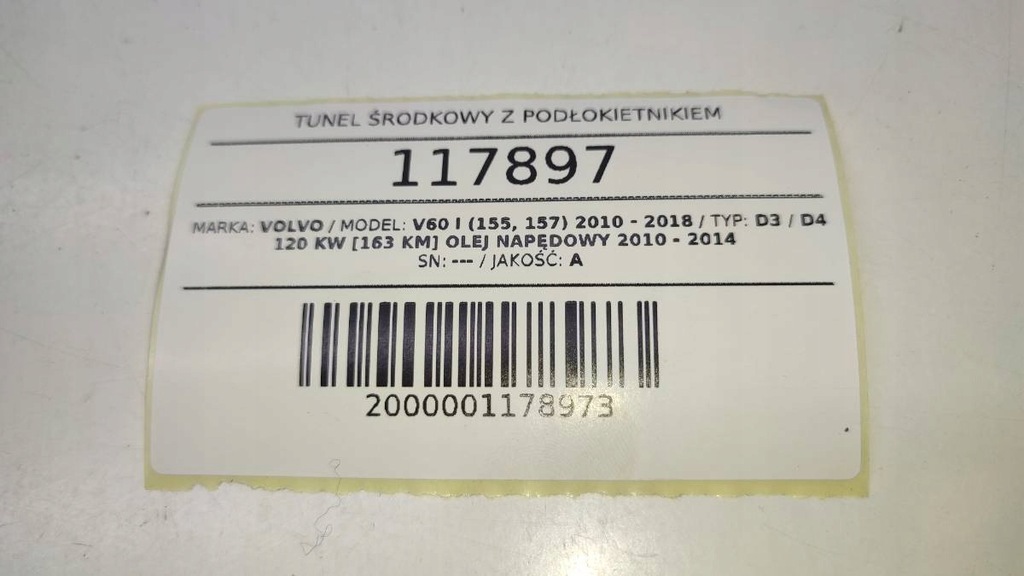 TUNEL ŚRODKOWY Z PODŁOKIETNIKIEM
117897
MARKA: VOLVO / MODEL: V60 I (155, 157) 2010 - 2018 / TYP: D3 / D4
120 KW [163 KM] OLEJ NAPĘDOWY 2010 - 2014
SN: --- / JAKOŚĆ: A
2000001178973